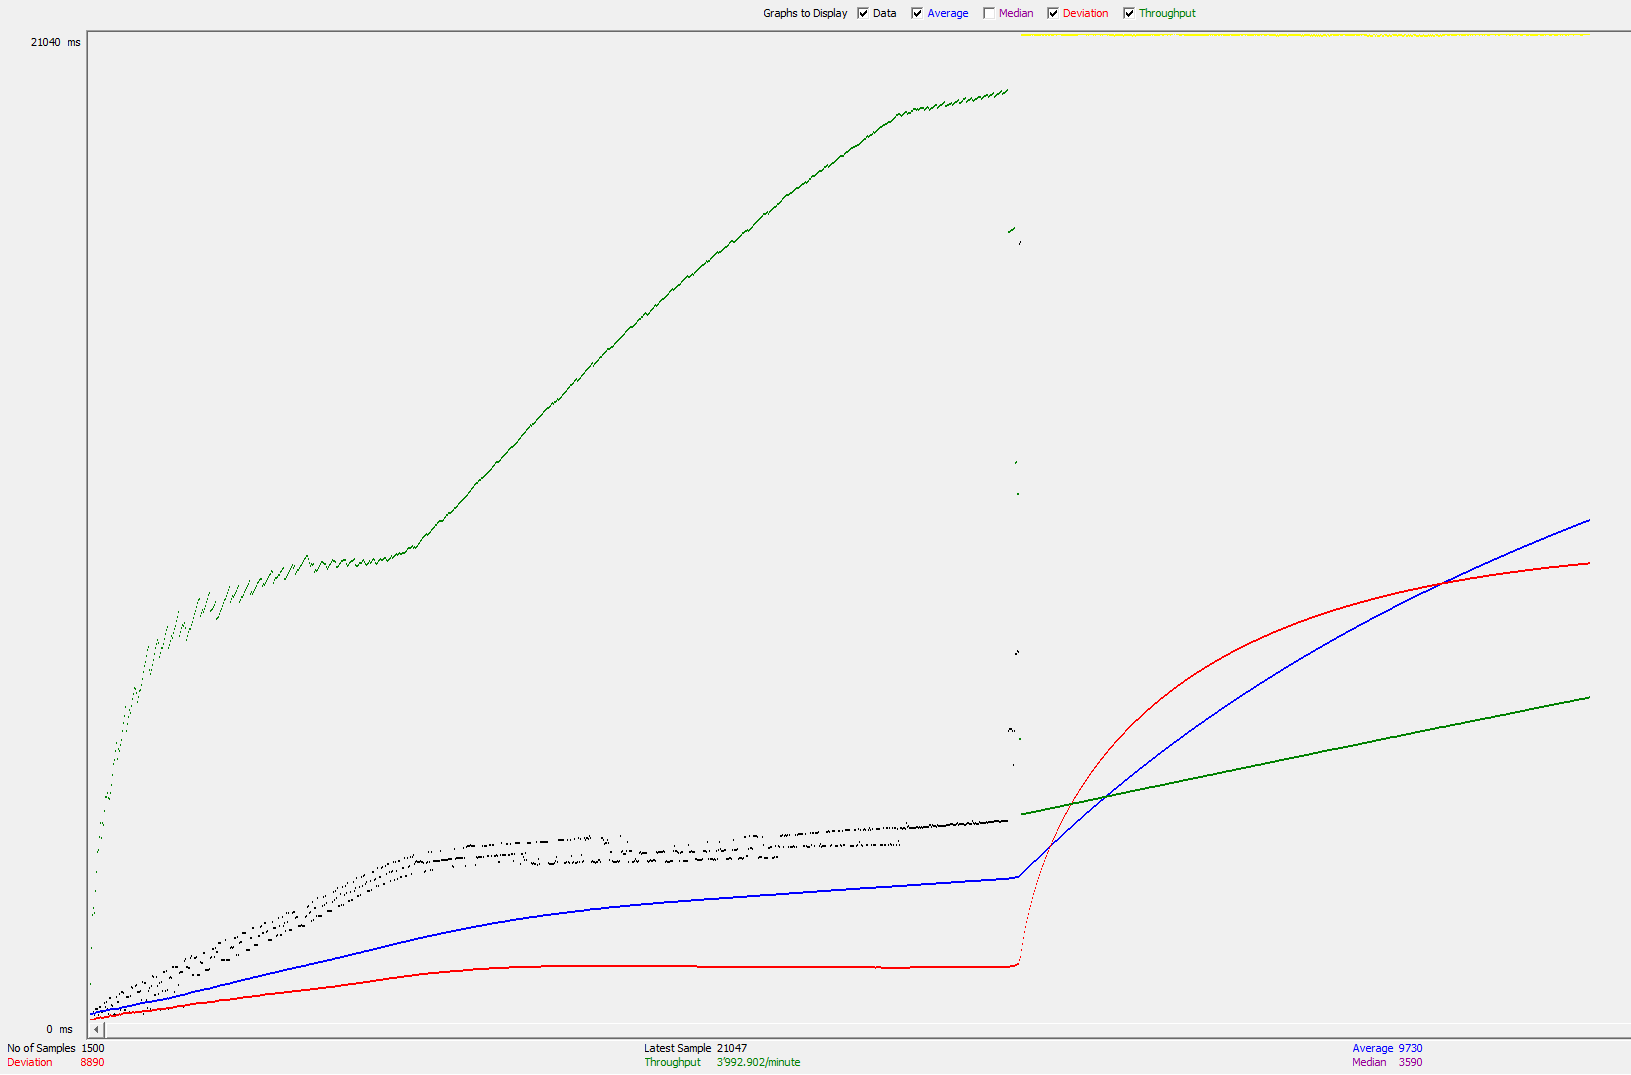 Graphs to Display Data Average Median Deviation Throughput
21040 ms
0 ms
No of Samples 1500 Latest Sample 21047 Average 9730
Deviation 8890 Throughput 3'992.902/minute Median 3590